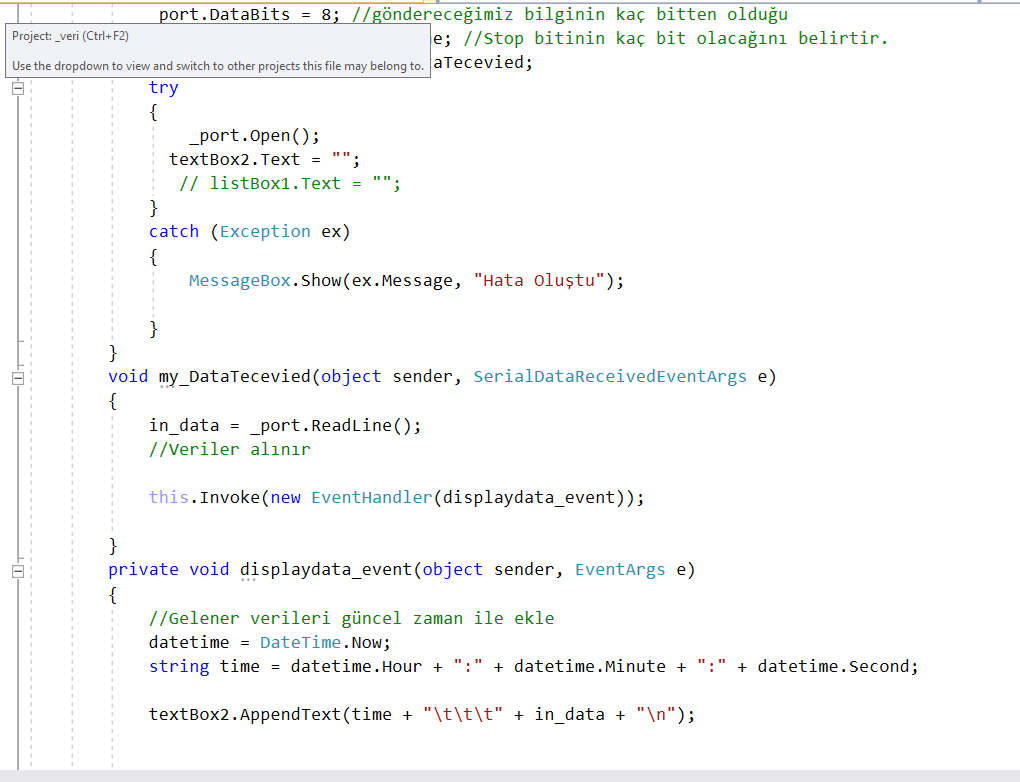 port.DataBits = 8; //göndereceğimiz bilginin kaç bitten olduğu
Project: _veri (Ctrl+F2)
e; //Stop bitinin kaç bit olacağını belirtir.
Use the dropdown to view and switch to other projects this file may belong to.
aTecevied;
try
{
_port.Open();
textBox2.Text = "";
// listBox1.Text = "";
}
catch (Exception ex)
{
MessageBox.Show(ex.Message, "Hata Oluştu");
}
}
void my_DataTecevied(object sender, SerialDataReceivedEventArgs e)
{
in_data = _port.ReadLine();
//Veriler alınır
this.Invoke(new EventHandler(displaydata_event));
}
private void displaydata_event(object sender, EventArgs e)
{
//Gelener verileri güncel zaman ile ekle
datetime = DateTime.Now;
string time = datetime.Hour + ":" + datetime.Minute + ":" + datetime.Second;
textBox2.AppendText(time + "\t\t\t" + in_data + "\n");